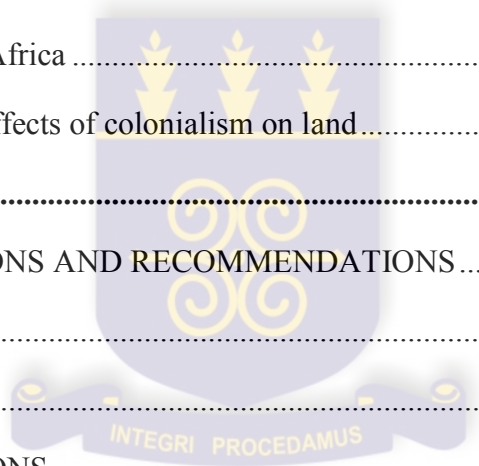 Africa ..........................................
ffects of colonialism on land ..................
..........................................................
ONS AND RECOMMENDATIONS ....
..........................................................
..........................................................
INTEGRI PROCEDAMUS
ONS